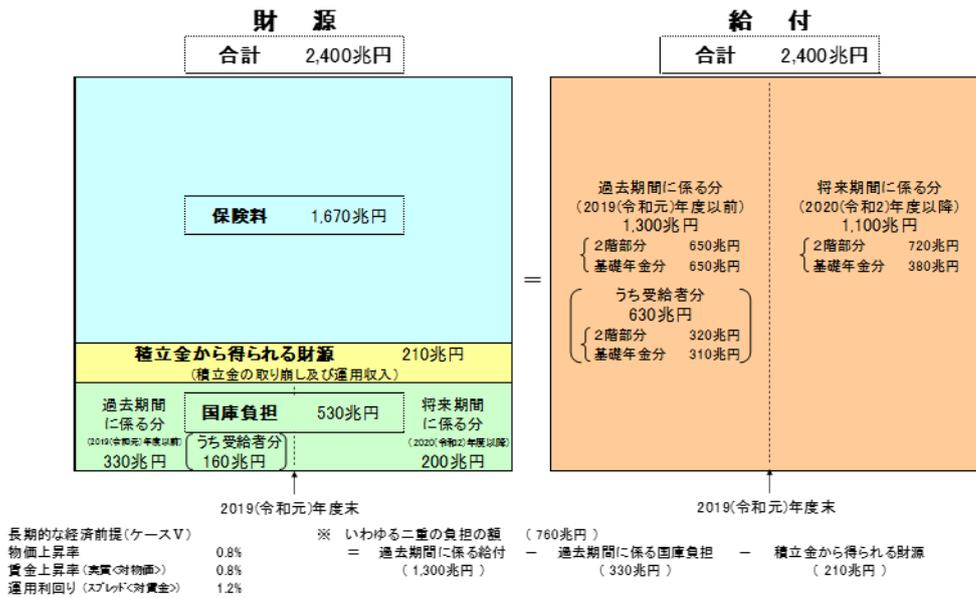 財 源
合計 2,400兆円
保険料 1,670兆円
積立金から得られる財源 210兆円
(積立金の取り崩し及び運用収入)
過去期間に係る分
(2019(令和元)年度以前)
330兆円
国庫負担 530兆円
うち受給者分
160兆円
将来期間に係る分
(2020(令和2)年度以降)
200兆円
2019(令和元)年度末
=
給 付
合計 2,400兆円
過去期間に係る分
(2019(令和元)年度以前)
1,300兆円
2階部分 650兆円
基礎年金分 650兆円
うち受給者分
630兆円
2階部分 320兆円
基礎年金分 310兆円
将来期間に係る分
(2020(令和2)年度以降)
1,100兆円
2階部分 720兆円
基礎年金分 380兆円
2019(令和元)年度末
長期的な経済前提(ケースⅤ)
物価上昇率 0.8%
賃金上昇率(実質<対物価>) 0.8%
運用利回り(スプレッド<対賃金>) 1.2%
※ いわゆる二重の負担の額 (760兆円)
= 過去期間に係る給付 − 過去期間に係る国庫負担 − 積立金から得られる財源
(1,300兆円) (330兆円) (210兆円)